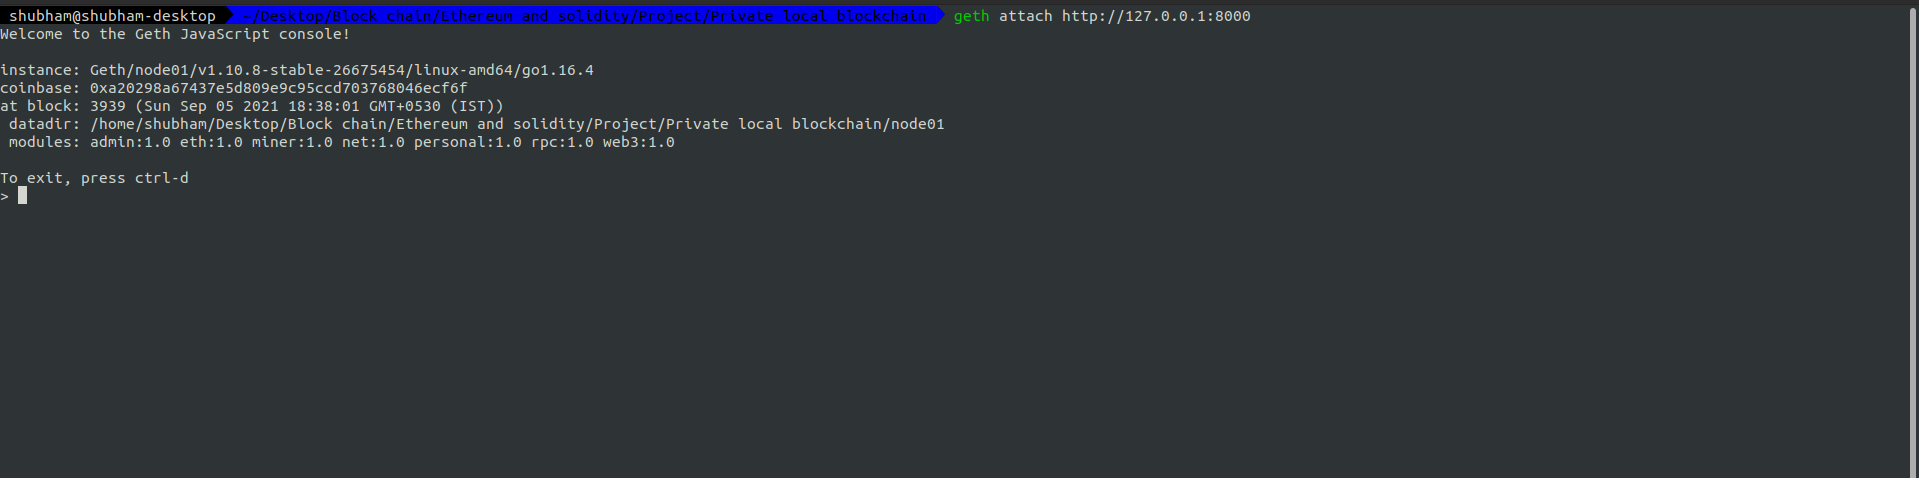 shubham@shubham-desktop ~/Desktop/Block chain/Ethereum and solidity/Project/Private local blockchain geth attach http://127.0.0.1:8000
Welcome to the Geth JavaScript console!
instance: Geth/node01/v1.10.8-stable-26675454/linux-amd64/go1.16.4
coinbase: 0xa20298a67437e5d809e9c95ccd703768046ecf6f
at block: 3939 (Sun Sep 05 2021 18:38:01 GMT+0530 (IST))
datadir: /home/shubham/Desktop/Block chain/Ethereum and solidity/Project/Private local blockchain/node01
modules: admin:1.0 eth:1.0 miner:1.0 net:1.0 personal:1.0 rpc:1.0 web3:1.0
To exit, press ctrl-d
>